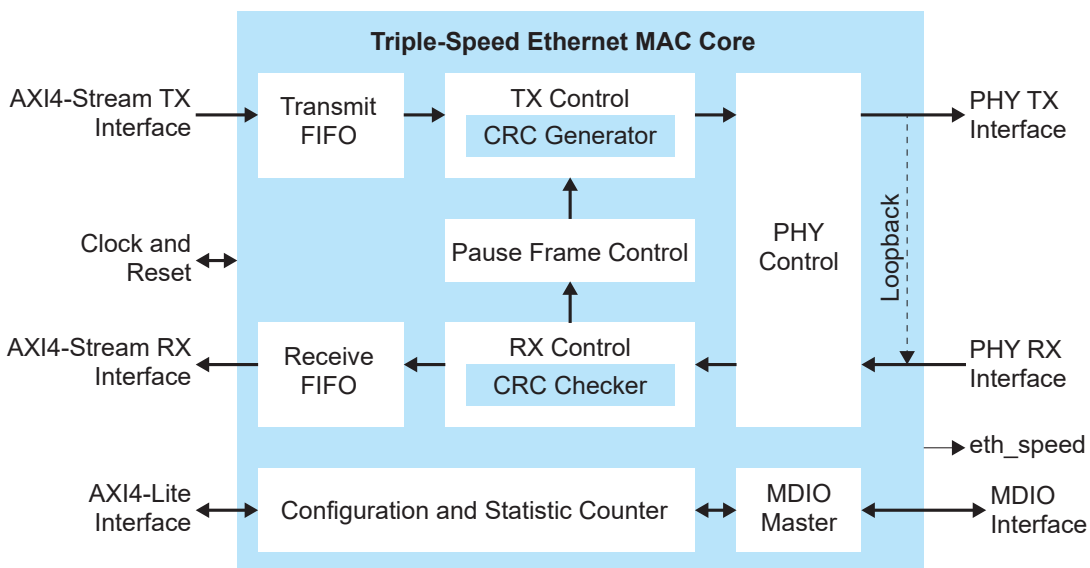 Triple-Speed Ethernet MAC Core
AXI4-Stream TX
Interface
Transmit
FIFO
TX Control
CRC Generator
PHY TX
Interface
Clock and
Reset
Pause Frame Control
PHY
Control
Loopback
AXI4-Stream RX
Interface
Receive
FIFO
RX Control
CRC Checker
PHY RX
Interface
eth_speed
AXI4-Lite
Interface
Configuration and Statistic Counter
MDIO
Master
MDIO
Interface